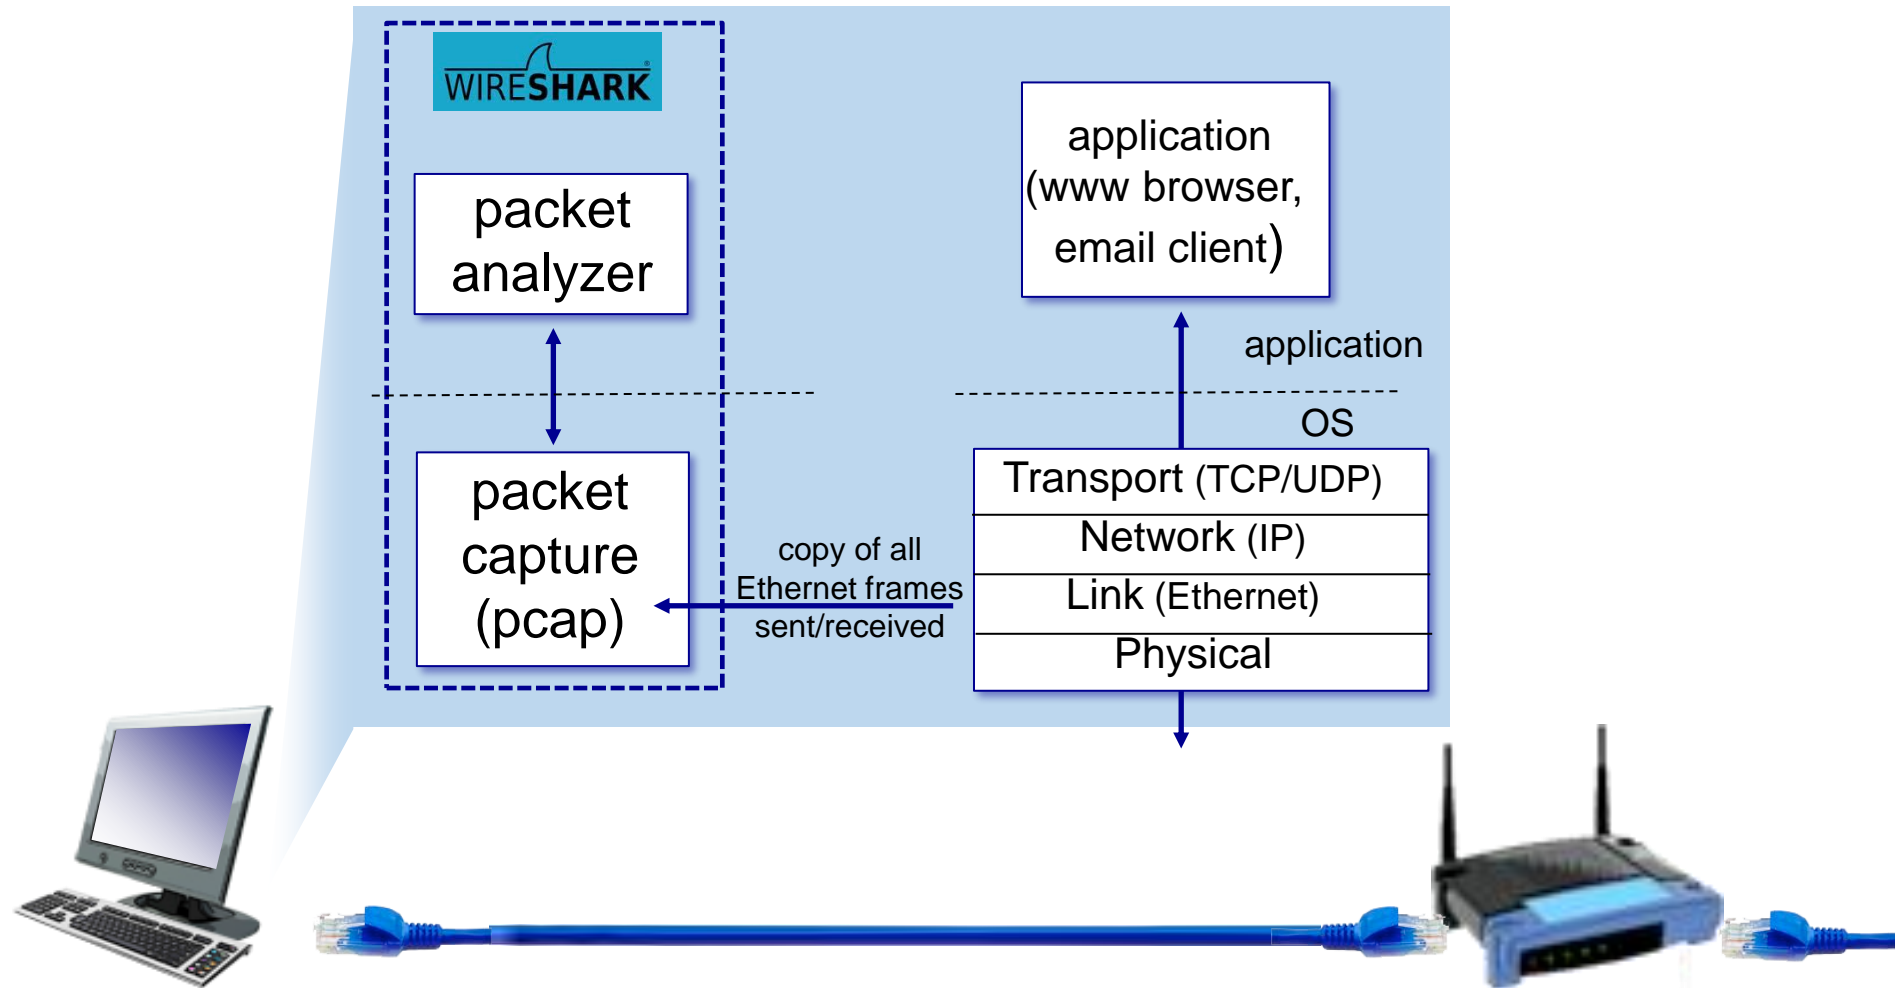 WIRESHARK®
packet
analyzer
packet
capture
(pcap)
copy of all
Ethernet frames
sent/received
application
(www browser,
email client)
application
OS
Transport (TCP/UDP)
Network (IP)
Link (Ethernet)
Physical